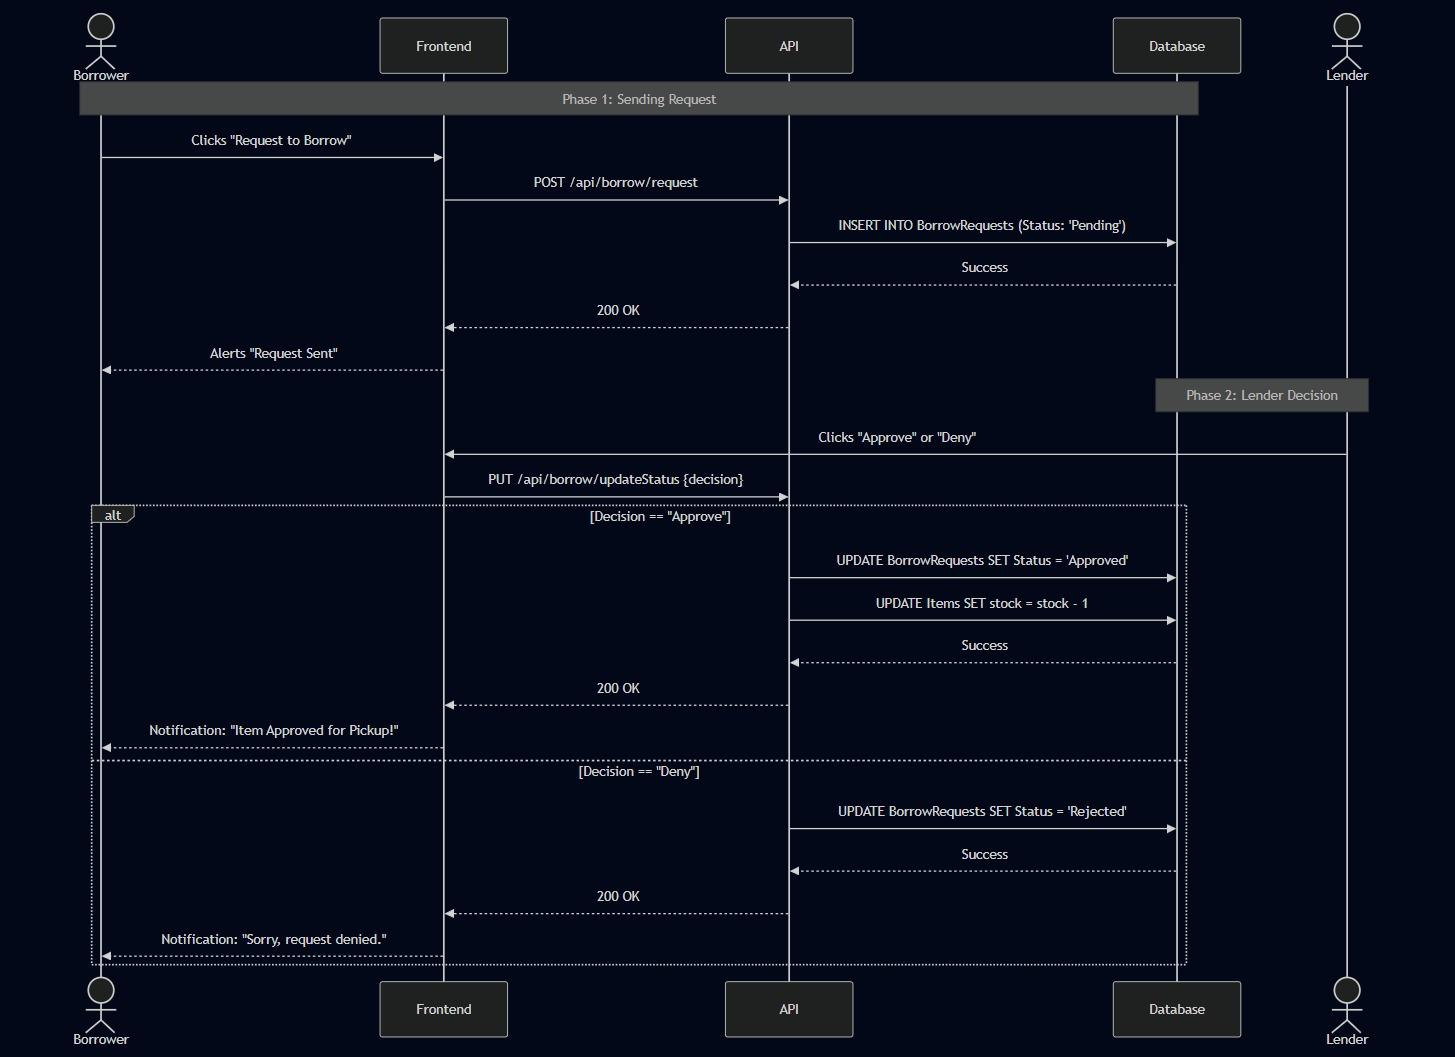 Borrower
Frontend
API
Database
Lender
Phase 1: Sending Request
Clicks "Request to Borrow"
POST /api/borrow/request
INSERT INTO BorrowRequests (Status: 'Pending')
Success
200 OK
Alerts "Request Sent"
Phase 2: Lender Decision
Clicks "Approve" or "Deny"
PUT /api/borrow/updateStatus {decision}
alt
[Decision == "Approve"]
UPDATE BorrowRequests SET Status = 'Approved'
UPDATE Items SET stock = stock - 1
Success
200 OK
Notification: "Item Approved for Pickup!"
[Decision == "Deny"]
UPDATE BorrowRequests SET Status = 'Rejected'
Success
200 OK
Notification: "Sorry, request denied."
Borrower
Frontend
API
Database
Lender